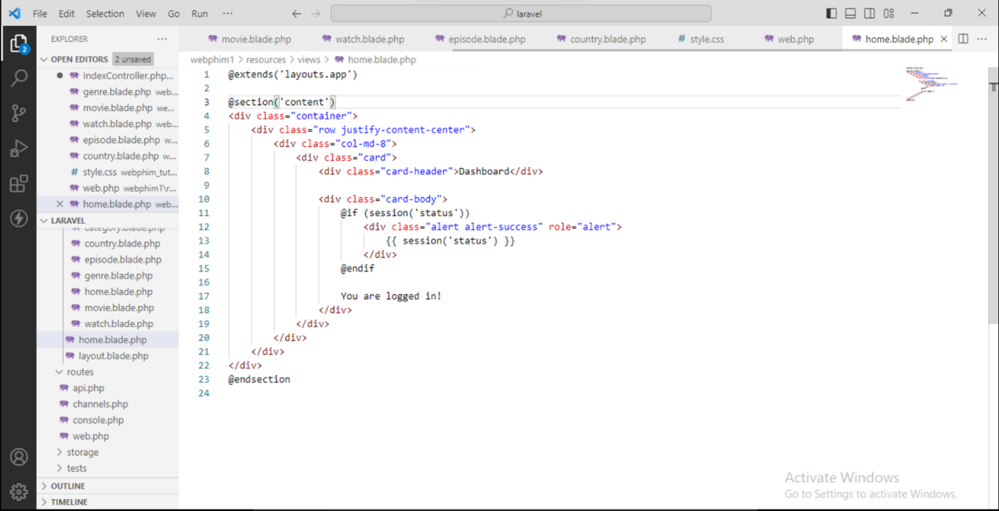 File Edit Selection View Go Run ··· laravel
EXPLORER ···
movie.blade.php watch.blade.php episode.blade.php country.blade.php # style.css web.php home.blade.php ···
OPEN EDITORS 2 unsaved
2
IndexController.php...
genre.blade.php web...
movie.blade.php we...
watch.blade.php web...
episode.blade.php w...
country.blade.php w...
# style.css webphim_tut...
web.php webphim1\r...
home.blade.php web...
LARAVEL
category.blade.php
country.blade.php
episode.blade.php
genre.blade.php
home.blade.php
movie.blade.php
watch.blade.php
home.blade.php
layout.blade.php
routes
api.php
channels.php
console.php
web.php
storage
tests
OUTLINE
TIMELINE
webphim1 > resources > views > home.blade.php
1 @extends('layouts.app')
2
3 @section('content')
4 <div class="container">
5 <div class="row justify-content-center">
6 <div class="col-md-8">
7 <div class="card">
8 <div class="card-header">Dashboard</div>
9
10 <div class="card-body">
11 @if (session('status'))
12 <div class="alert alert-success" role="alert">
13 {{ session('status') }}
14 </div>
15 @endif
16
17 You are logged in!
18 </div>
19 </div>
20 </div>
21 </div>
22 </div>
23 @endsection
24
Activate Windows
Go to Settings to activate Windows.